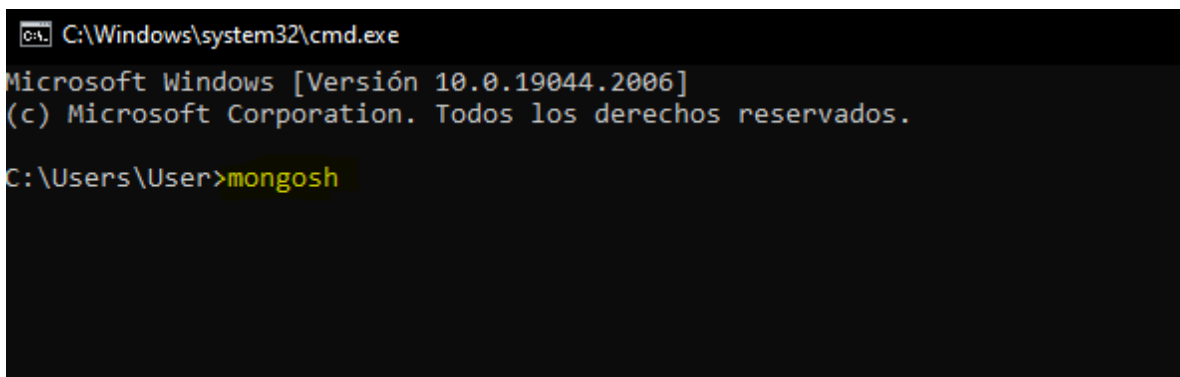 C:\Windows\system32\cmd.exe
Microsoft Windows [Versión 10.0.19044.2006]
(c) Microsoft Corporation. Todos los derechos reservados.
C:\Users\User>mongosh